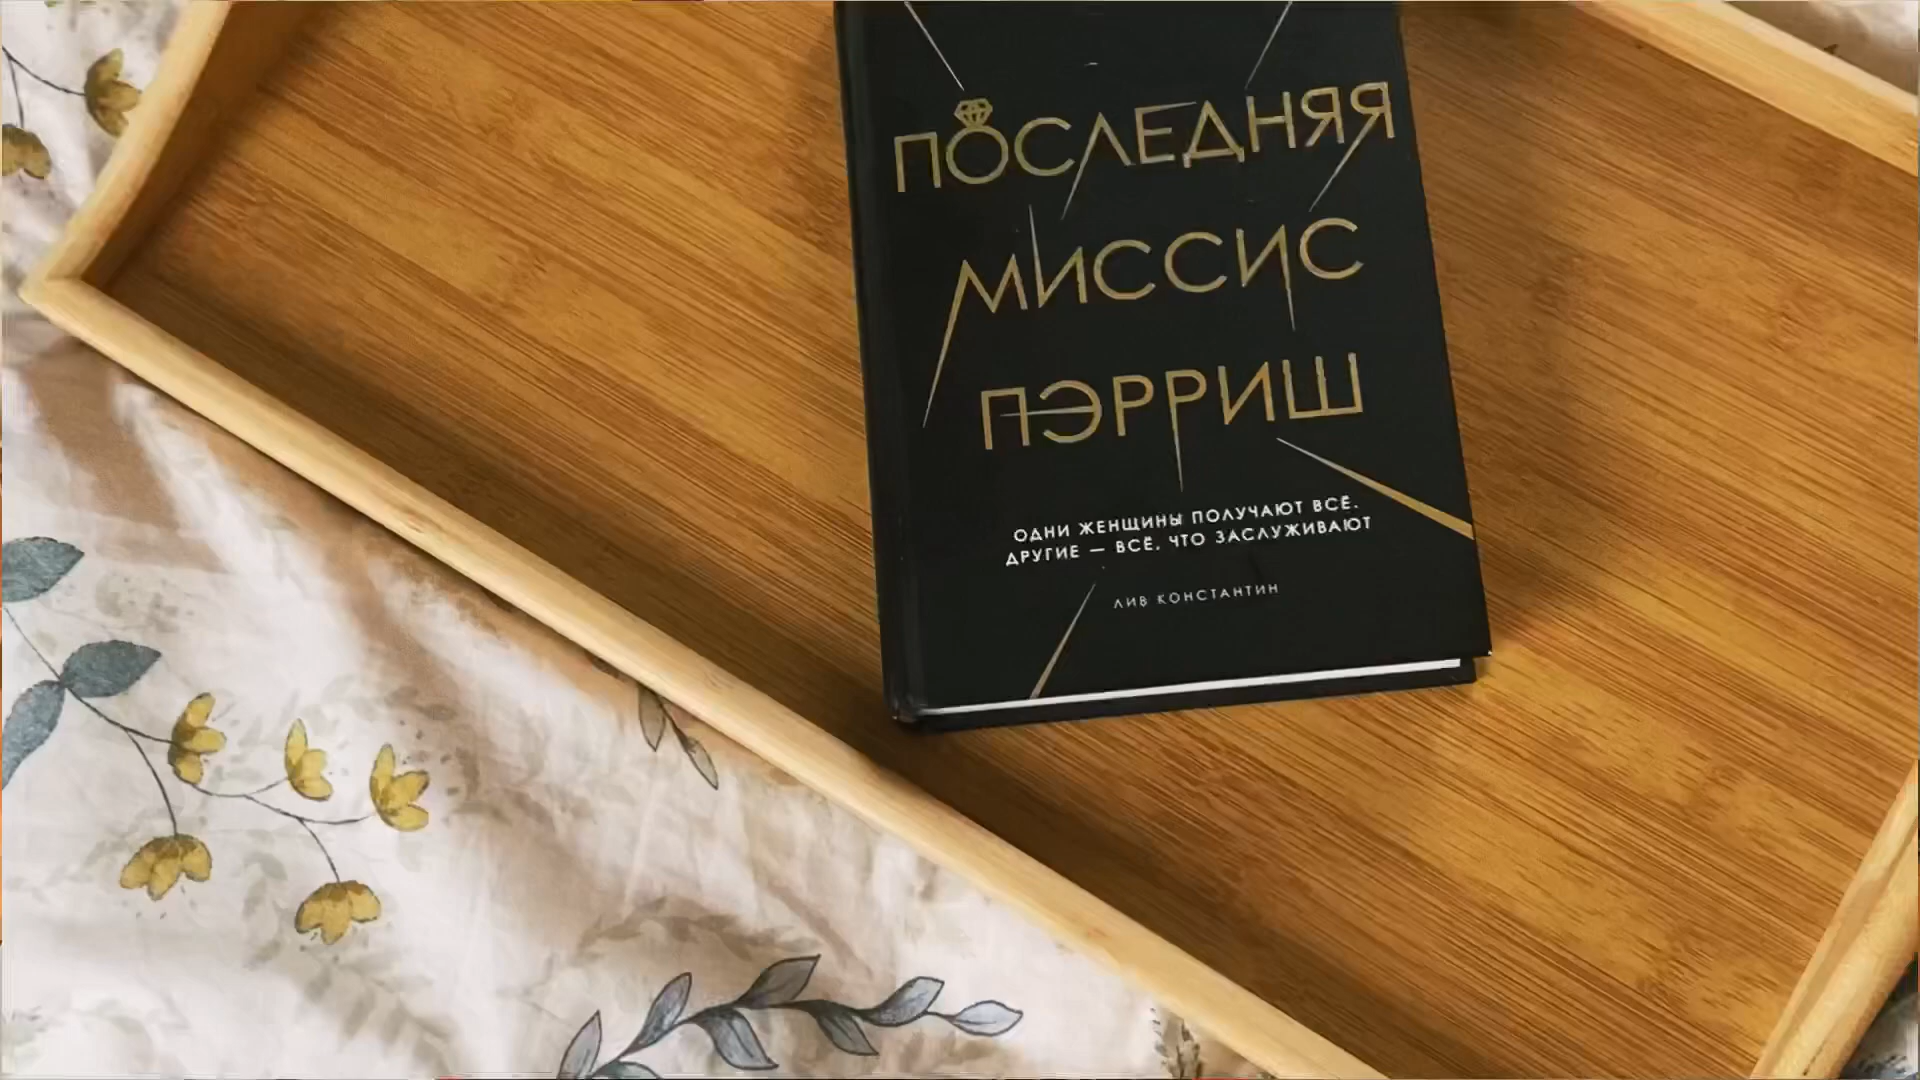 ПОСЛЕДНЯЯ
МИССИС
ПЭРРИШ
ОДНИ ЖЕНЩИНЫ ПОЛУЧАЮТ ВСЁ.
ДРУГИЕ — ВСЁ, ЧТО ЗАСЛУЖИВАЮТ
ЛИВ КОНСТАНТИН